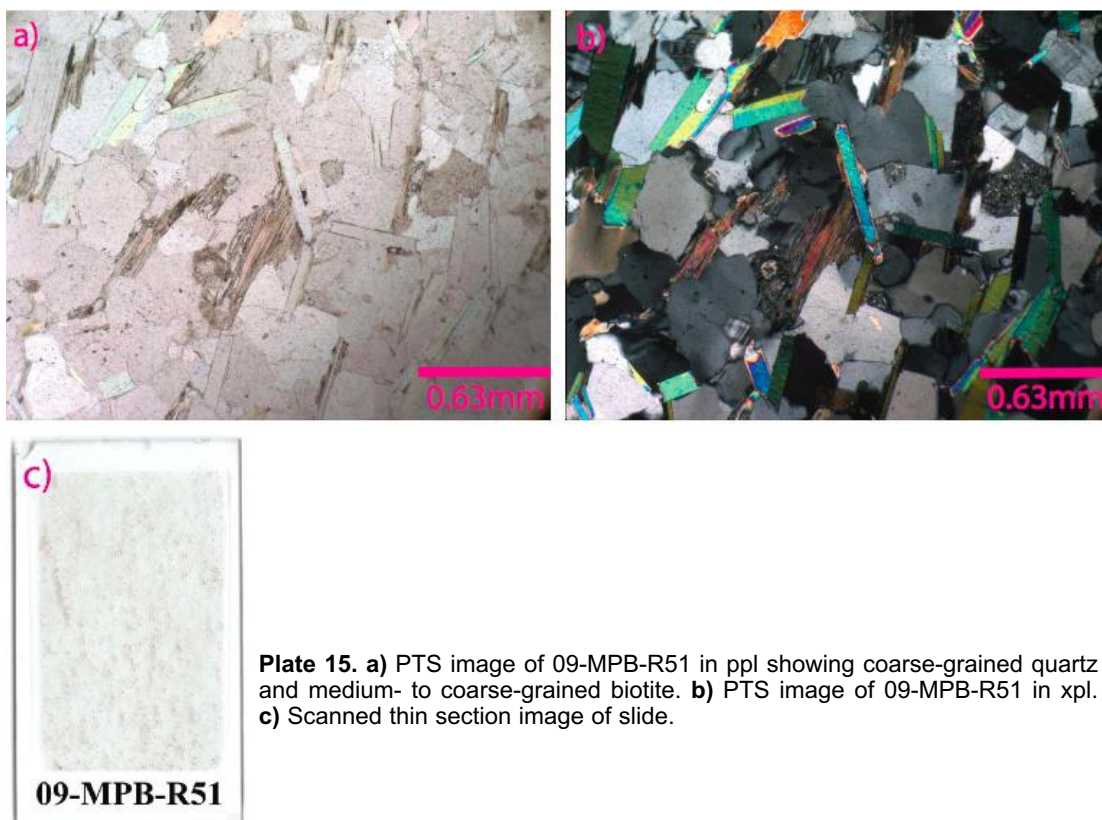 a)
b)
0.63mm
0.63mm
c)
09-MPB-R51
Plate 15. a) PTS image of 09-MPB-R51 in ppl showing coarse-grained quartz
and medium- to coarse-grained biotite. b) PTS image of 09-MPB-R51 in xpl.
c) Scanned thin section image of slide.